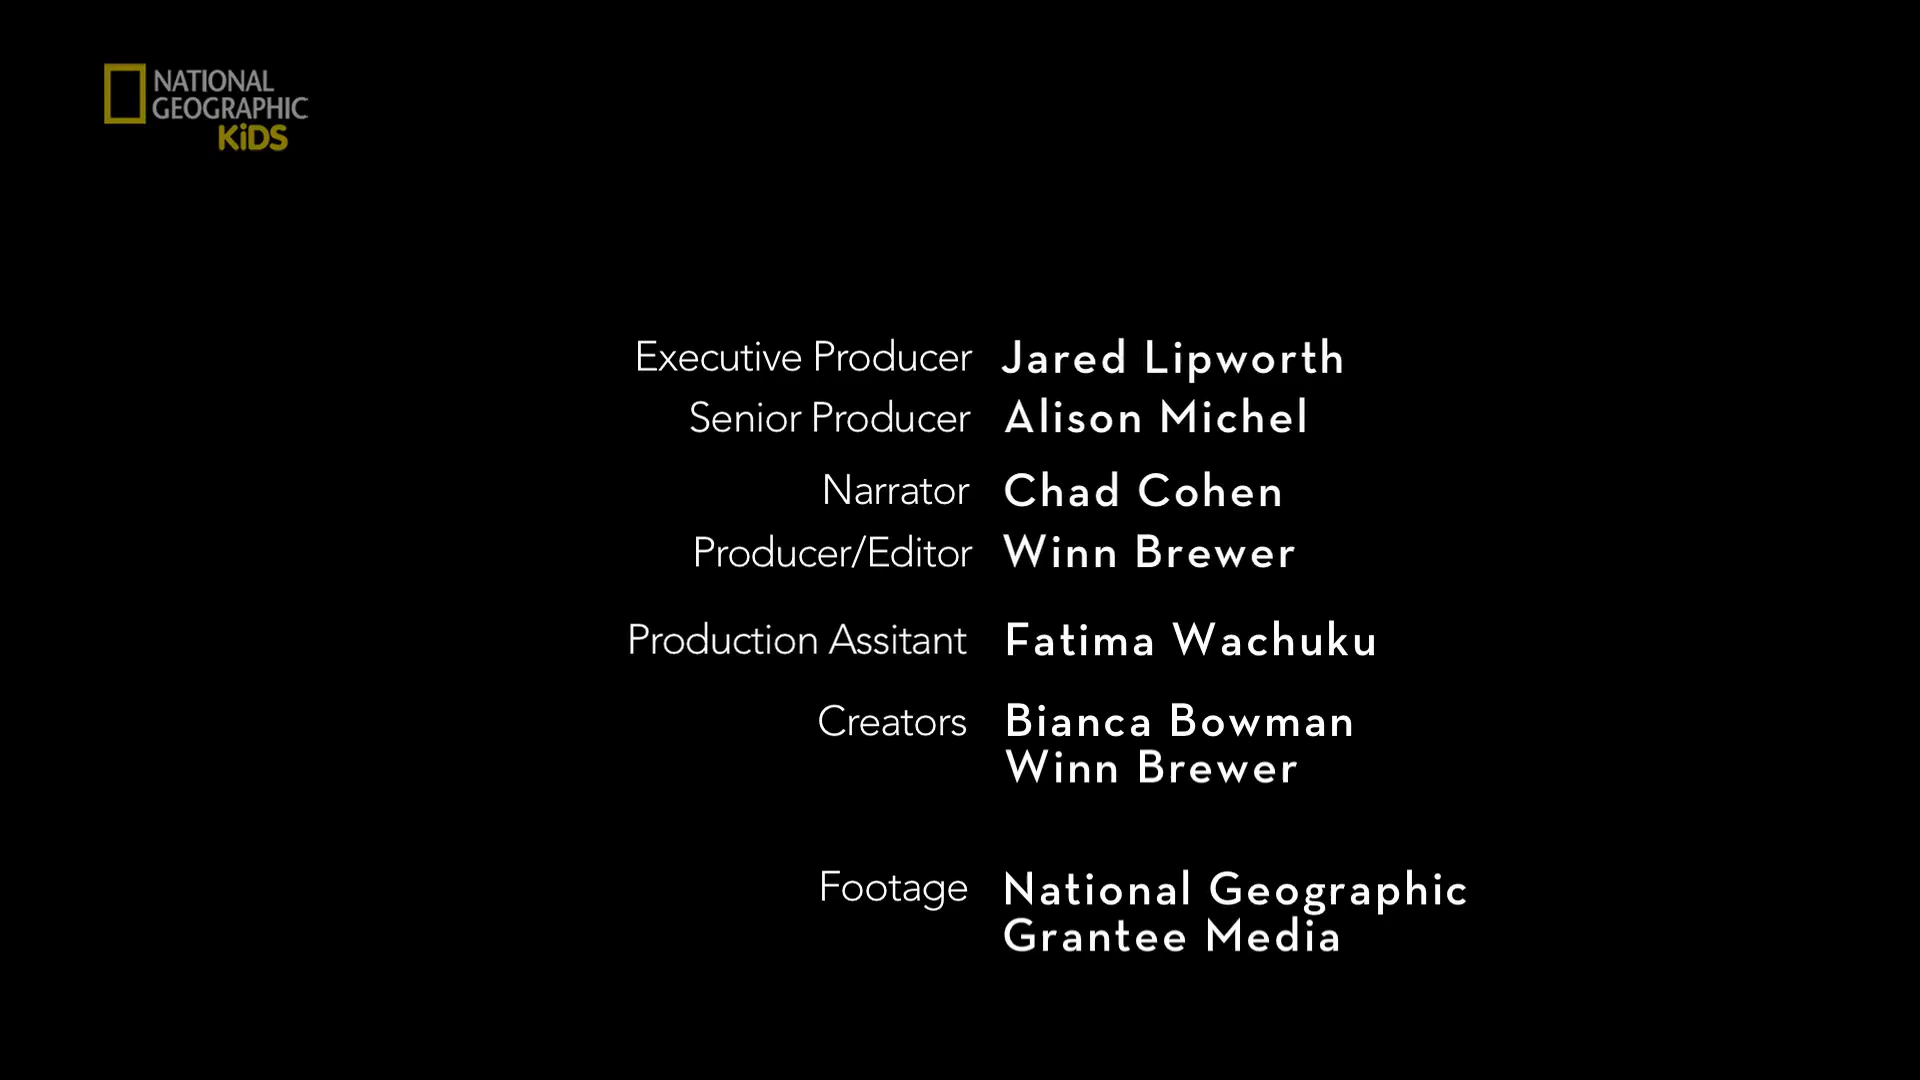 NATIONAL
GEOGRAPHIC
KiDS
Executive Producer Jared Lipworth
Senior Producer Alison Michel
Narrator Chad Cohen
Producer/Editor Winn Brewer
Production Assitant Fatima Wachuku
Creators Bianca Bowman
Winn Brewer
Footage National Geographic
Grantee Media